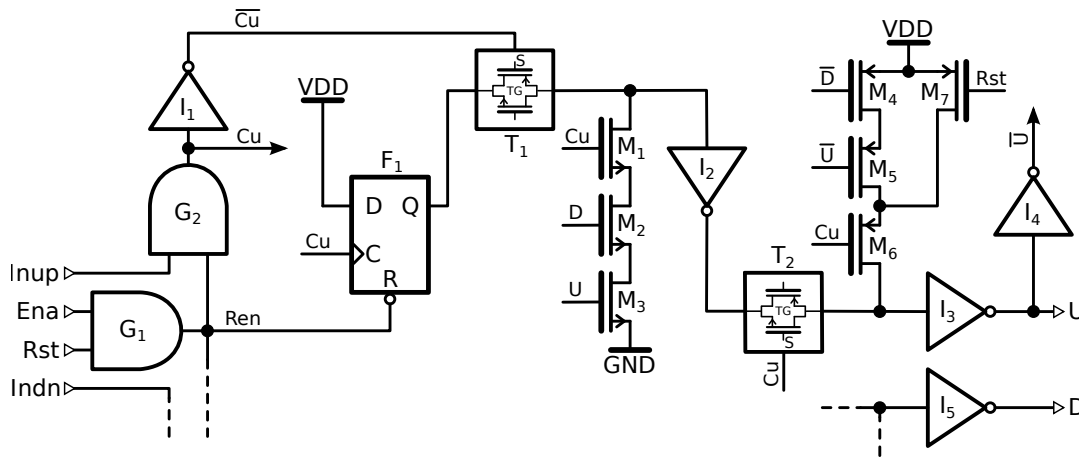 C̅u̅
VDD
D̅
Rst
M₄
M₇
S
TG
I₁
VDD
T₁
Cu
M₁
U̅
Cu
F₁
I₂
U̅
M₅
D
Q
D
M₂
I₄
G₂
Cu
C
Cu
M₆
T₂
Inup
R
U
M₃
Ena
G₁
Ren
TG
I₃
U
Rst
S
GND
Indn
Cu
I₅
D